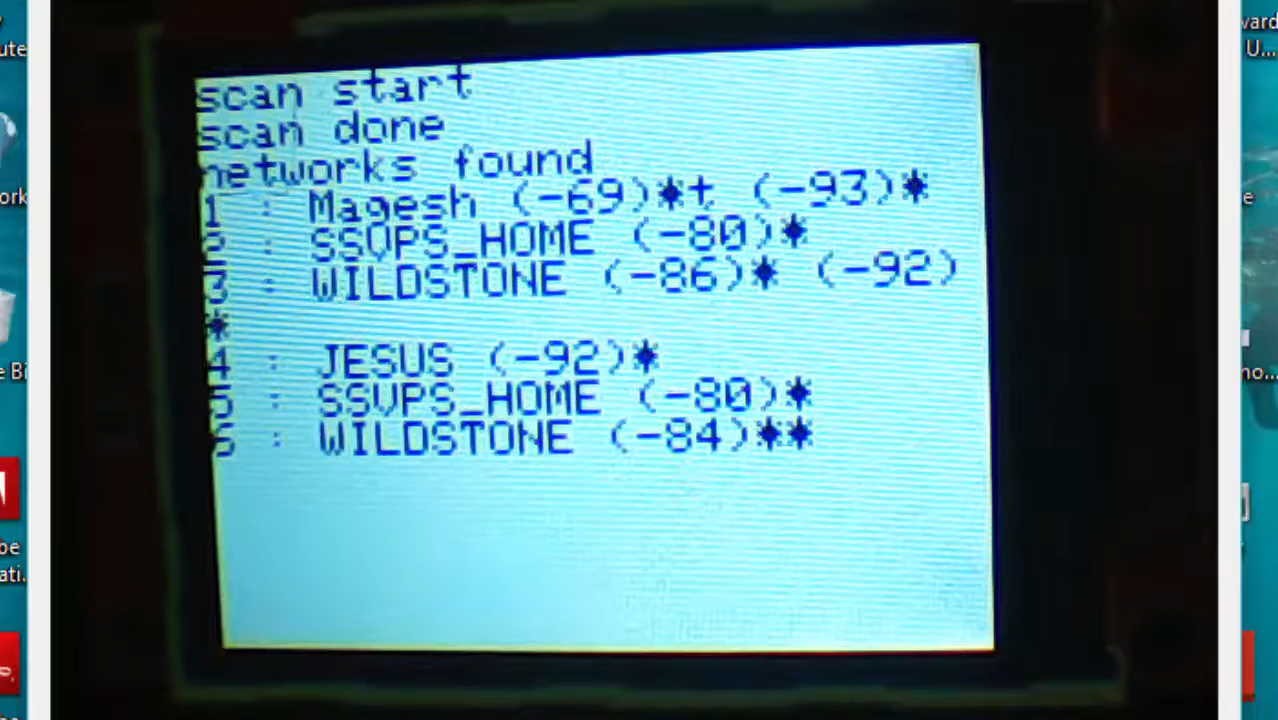 scan start
scan done
networks found
1 : Magesh (-69)*t (-93)*
2 : SSVPS_HOME (-80)*
3 : WILDSTONE (-86)* (-92)
*
4 : JESUS (-92)*
5 : SSVPS_HOME (-80)*
6 : WILDSTONE (-84)**